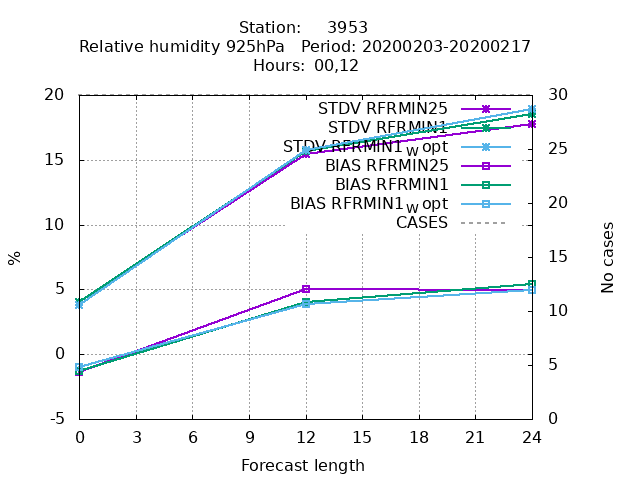 Station: 3953
Relative humidity 925hPa Period: 20200203-20200217
Hours: 00,12
20
15
10
5
0
-5
%
30
25
20
15
10
5
0
No cases
STDV RFRMIN25
STDV RFRMIN1
STDV RFRMIN1w opt
BIAS RFRMIN25
BIAS RFRMIN1
BIAS RFRMIN1w opt
CASES
0 3 6 9 12 15 18 21 24
Forecast length